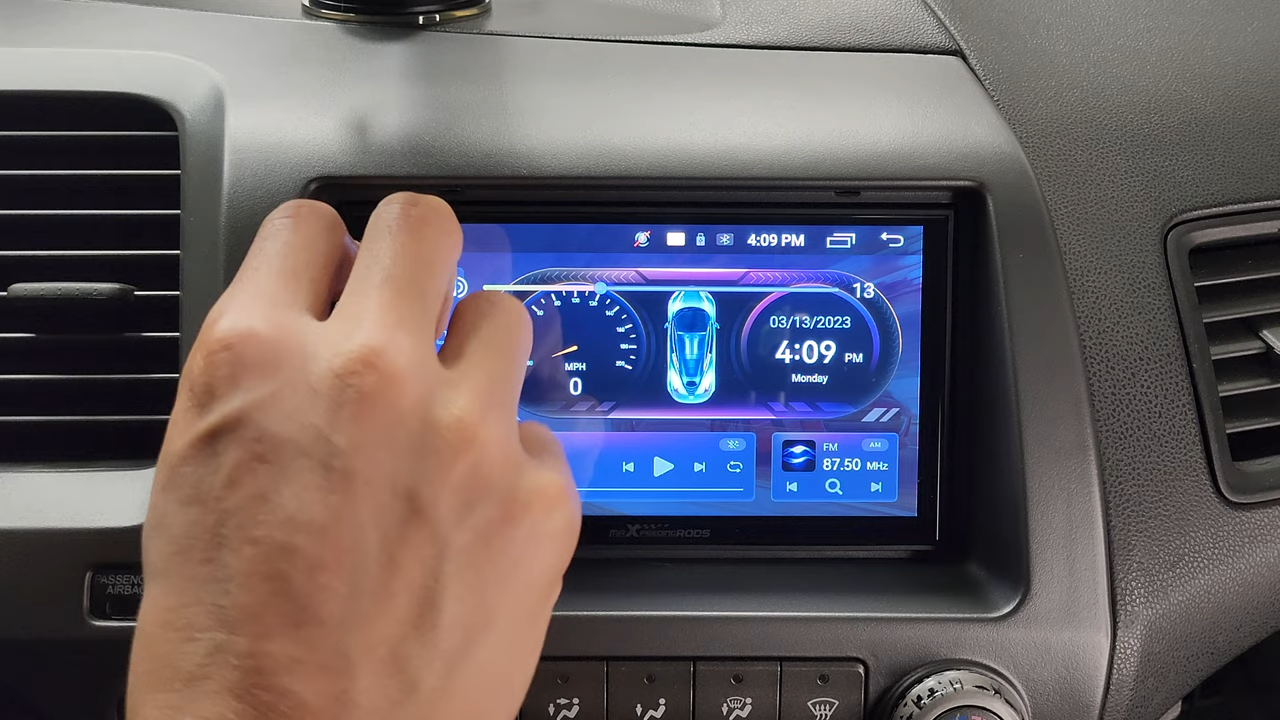 4:09 PM
13
03/13/2023
4:09 PM
Monday
MPH
0
FM
AM
87.50 MHz
maXpeedingRODS
PASSENG
AIRBAG